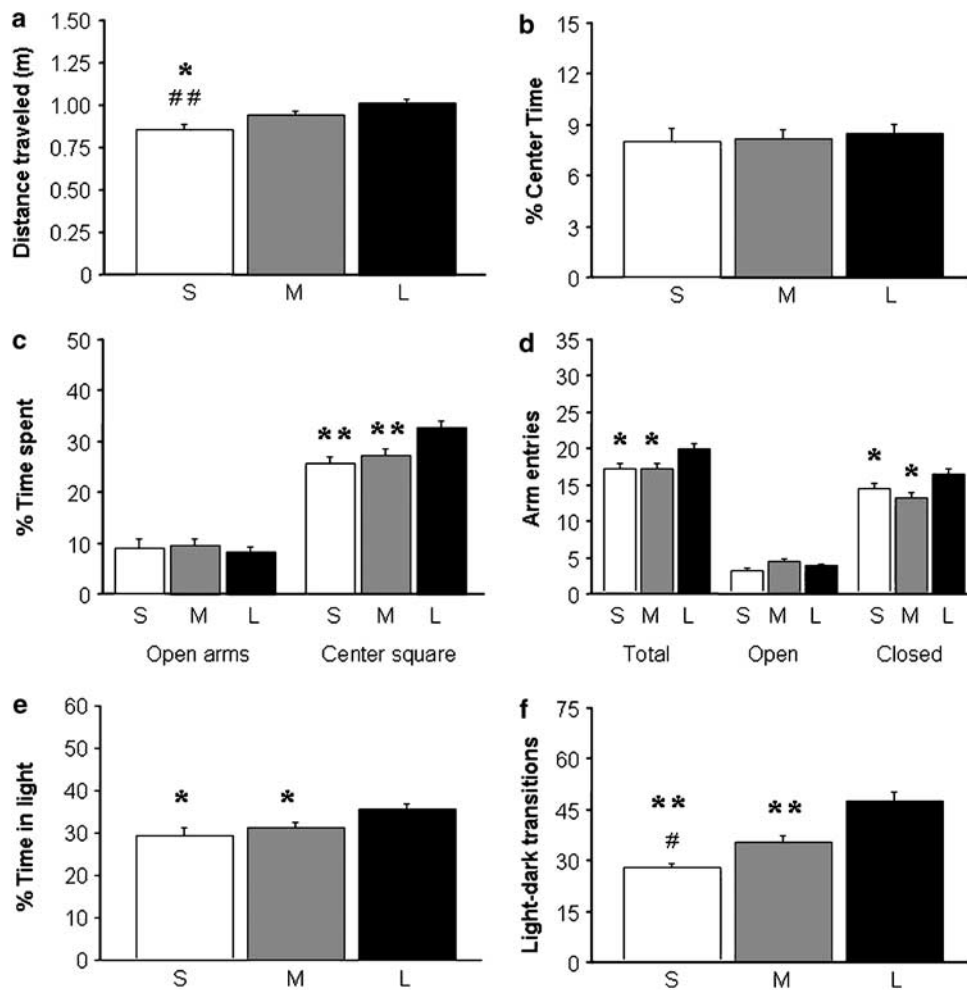 a
1.50
1.25
1.00
0.75
0.50
0.25
0
Distance traveled (m)
*
##
S M L
b
15
12
9
6
3
0
% Center Time
S M L
c
50
40
30
20
10
0
% Time spent
** **
S M L S M L
Open arms Center square
d
35
30
25
20
15
10
5
0
Arm entries
* * * *
S M L S M L S M L
Total Open Closed
e
60
50
40
30
20
10
0
% Time in light
* *
S M L
f
75
60
45
30
15
0
Light-dark transitions
** **
#
S M L